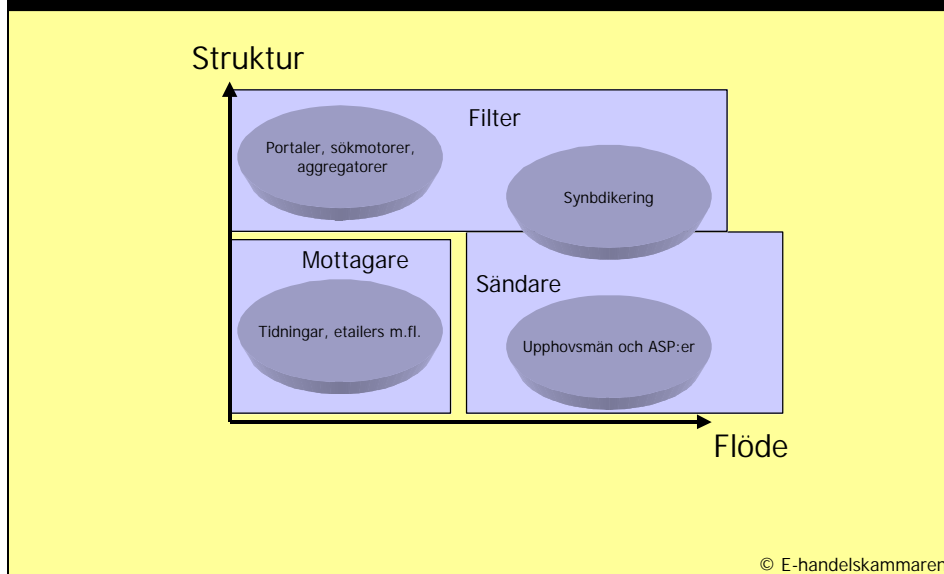 Struktur
Filter
Portaler, sökmotorer,
aggregatorer
Synbdikering
Mottagare
Sändare
Tidningar, etailers m.fl.
Upphovsmän och ASP:er
Flöde
© E-handelskammaren